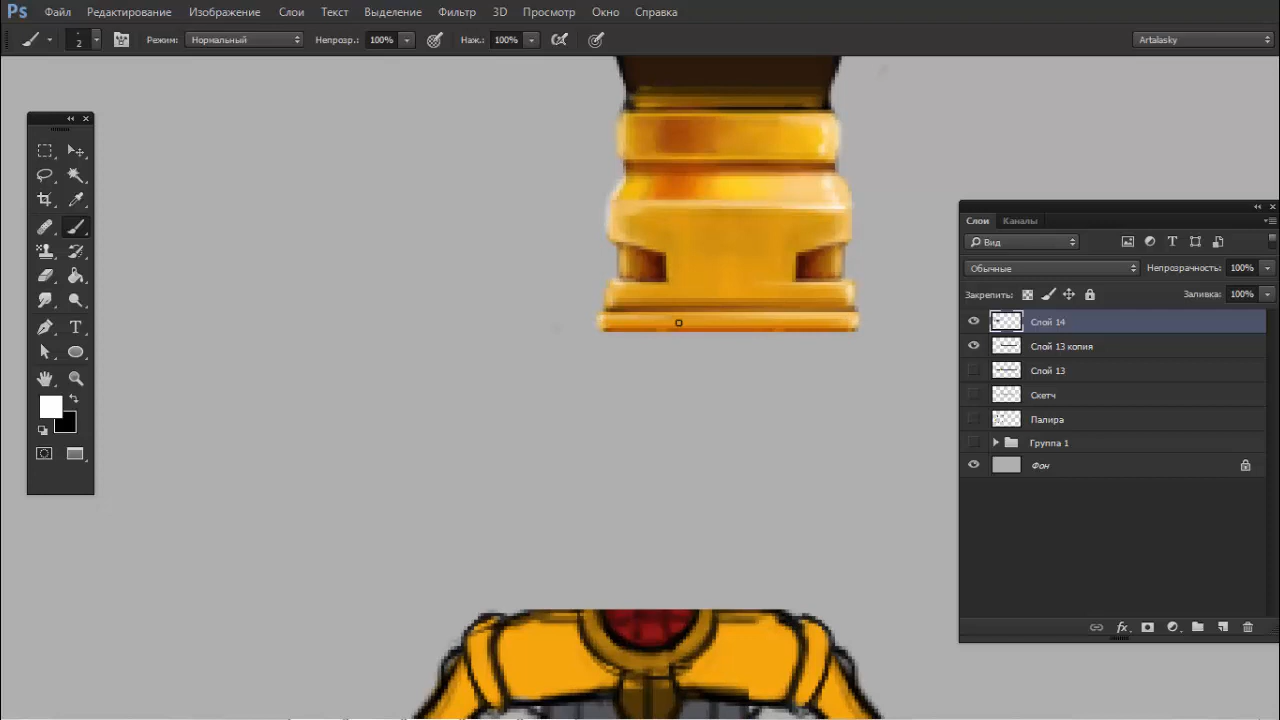 Ps Файл Редактирование Изображение Слои Текст Выделение Фильтр 3D Просмотр Окно Справка
2 Режим: Нормальный Непрозр.: 100% Наж.: 100% Artalasky
Слои Каналы
Вид
Обычные Непрозрачность: 100%
Закрепить: Заливка: 100%
Слой 14
Слой 13 копия
Слой 13
Скетч
Палира
Группа 1
Фон